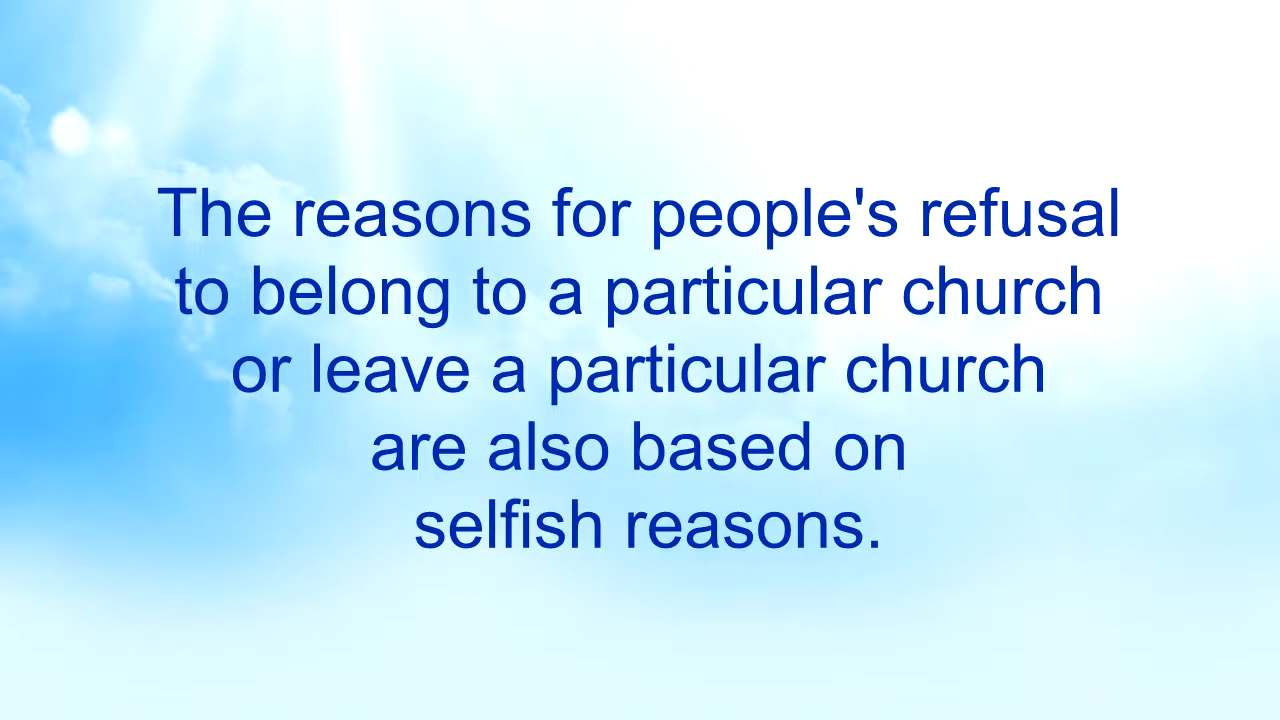 The reasons for people's refusal
to belong to a particular church
or leave a particular church
are also based on
selfish reasons.